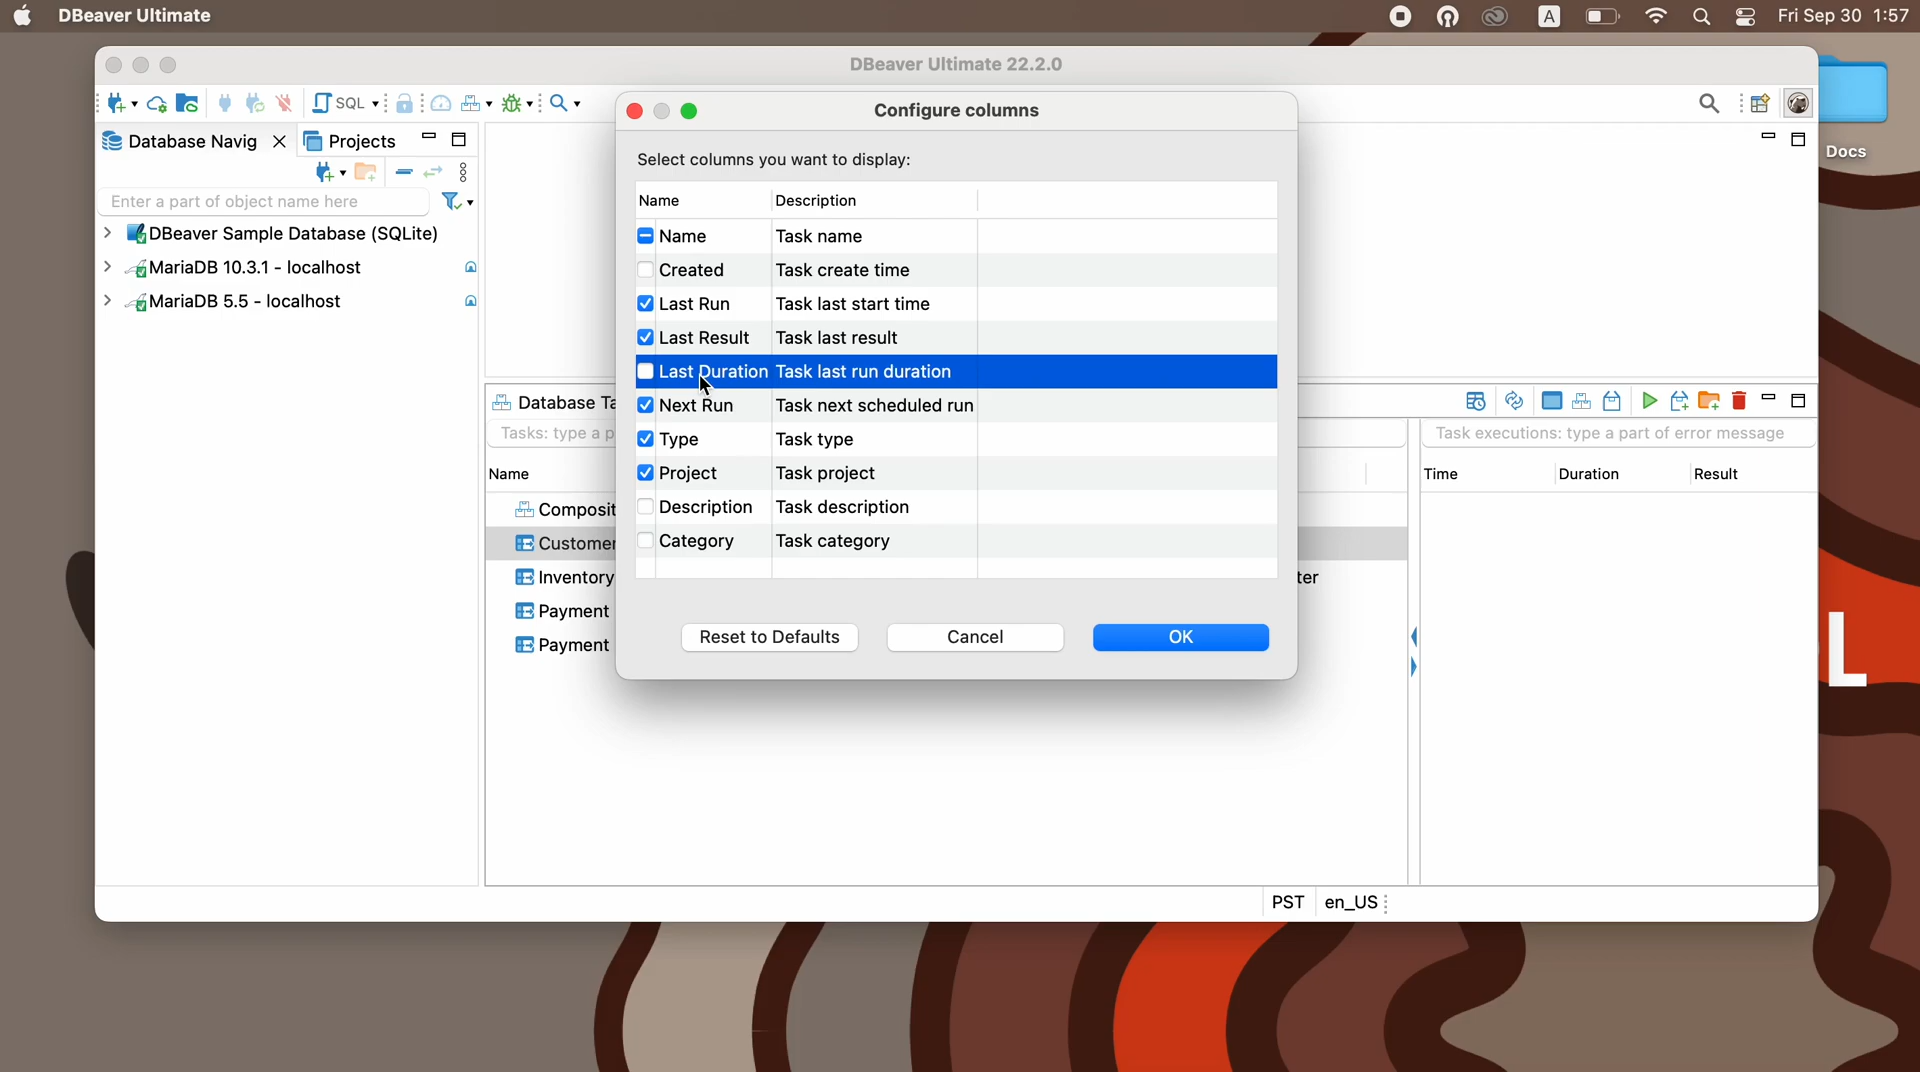 DBeaver Ultimate
A
Fri Sep 30 1:57
DBeaver Ultimate 22.2.0
SQL
Database Navig
Projects
Enter a part of object name here
DBeaver Sample Database (SQLite)
MariaDB 10.3.1 - localhost
MariaDB 5.5 - localhost
Docs
Configure columns
Select columns you want to display:
Name Description
Name Task name
Created Task create time
Last Run Task last start time
Last Result Task last result
Last Duration Task last run duration
Next Run Task next scheduled run
Type Task type
Project Task project
Description Task description
Category Task category
Reset to Defaults Cancel OK
Database Ta
Tasks: type a p
Name
Composit
Customer
Inventory
ter
Payment
Payment
Task executions: type a part of error message
Time Duration Result
L
PST en_US